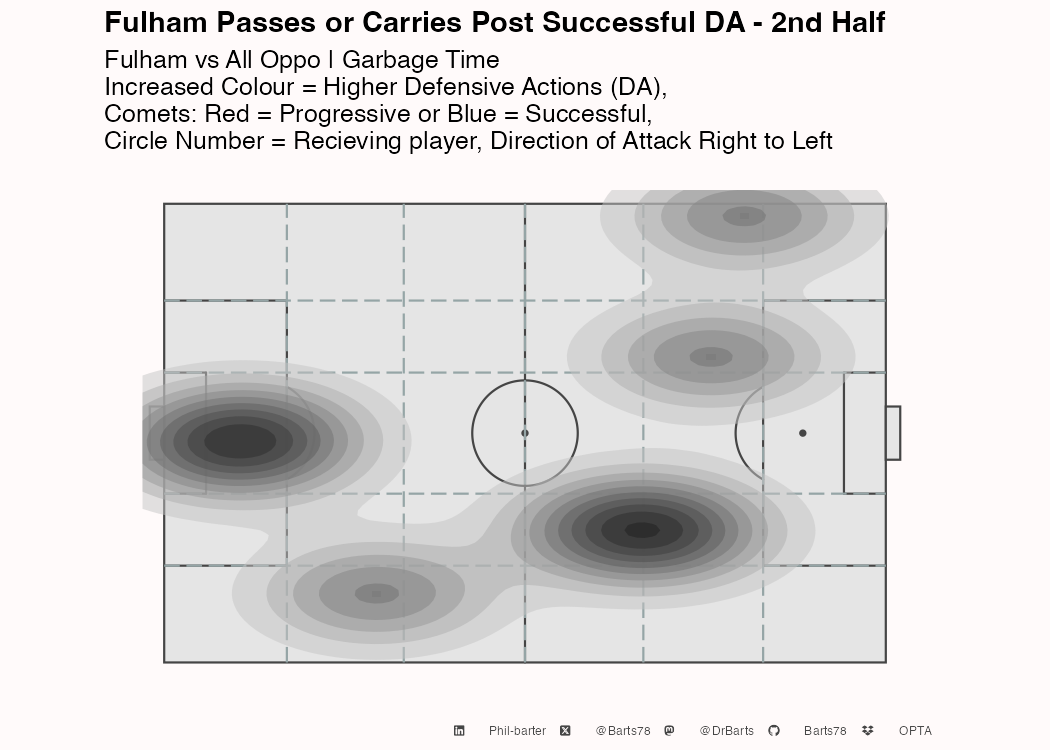 Fulham Passes or Carries Post Successful DA - 2nd Half
Fulham vs All Oppo | Garbage Time
Increased Colour = Higher Defensive Actions (DA),
Comets: Red = Progressive or Blue = Successful,
Circle Number = Recieving player, Direction of Attack Right to Left
Phil-barter @Barts78 @DrBarts Barts78 OPTA